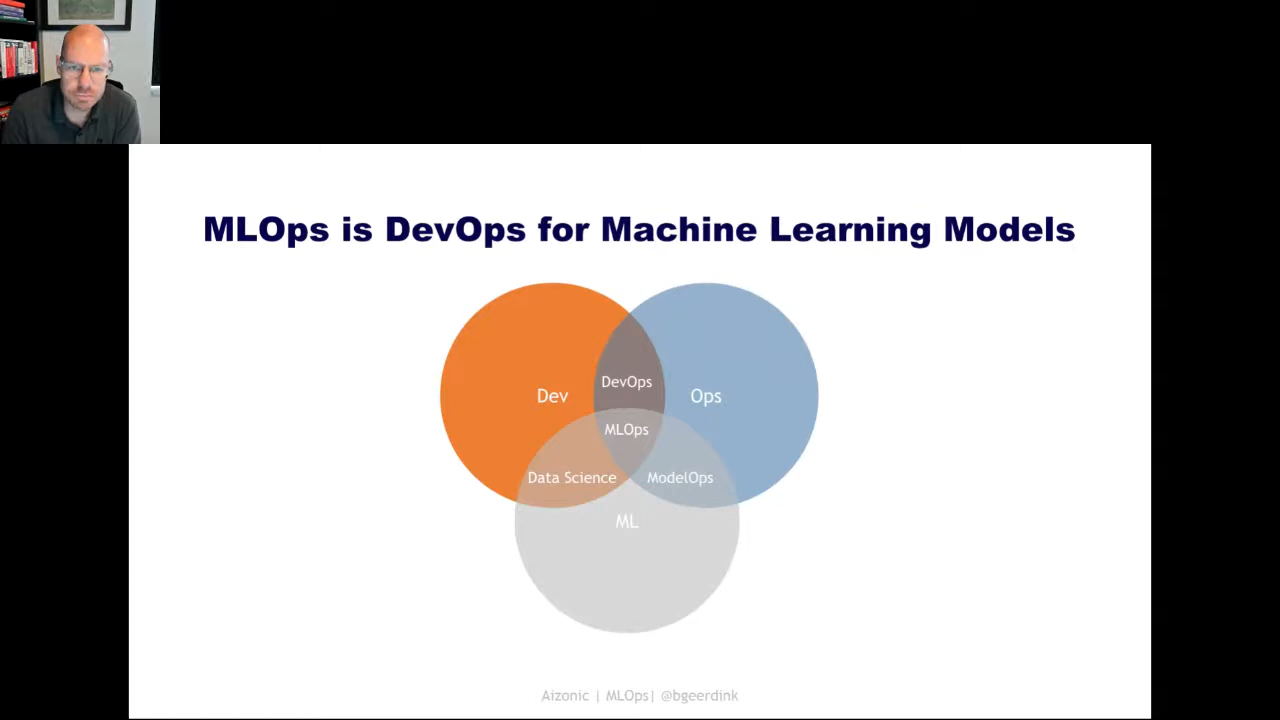 MLOps is DevOps for Machine Learning Models
DevOps
Dev
Ops
MLOps
Data Science
ModelOps
ML
Aizonic | MLOps| @bgeerdink